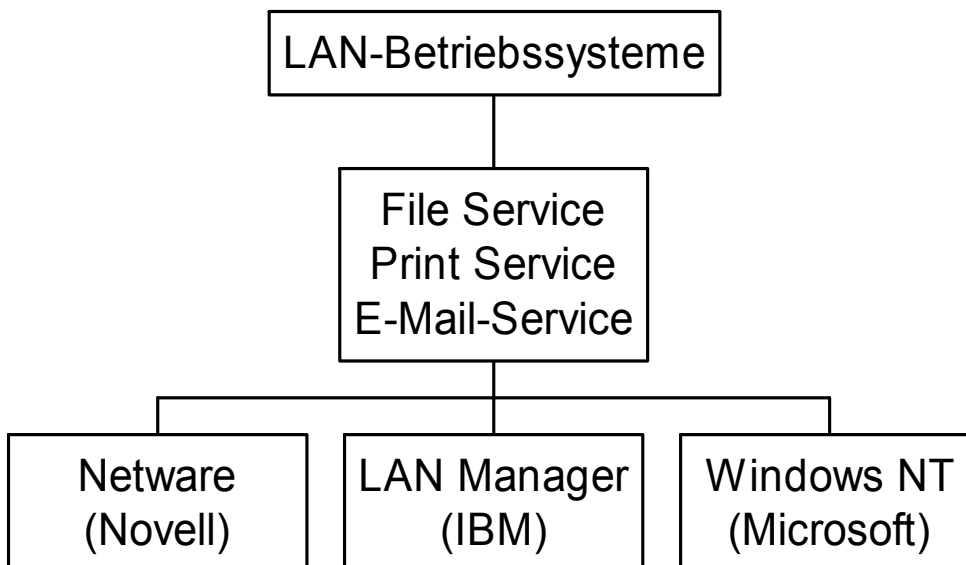 LAN-Betriebssysteme
File Service
Print Service
E-Mail-Service
Netware
(Novell)
LAN Manager
(IBM)
Windows NT
(Microsoft)